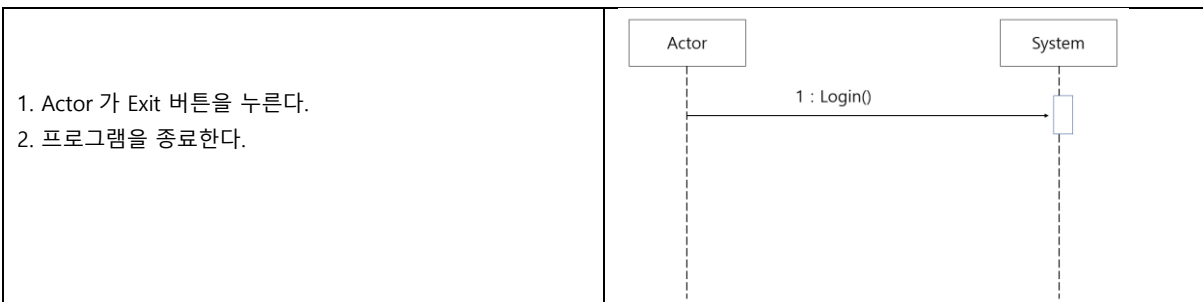 1. Actor 가 Exit 버튼을 누른다.
2. 프로그램을 종료한다.
Actor
System
1 : Login()